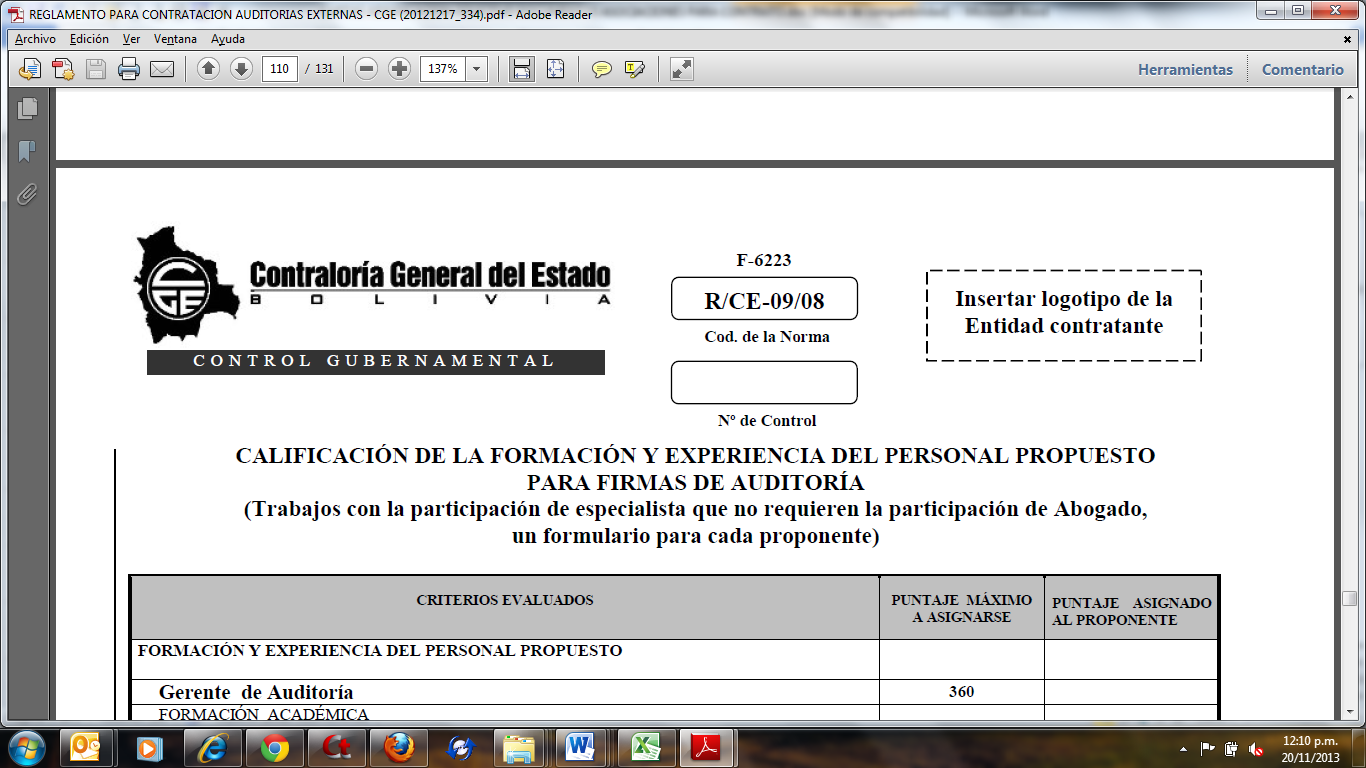 REGLAMENTO PARA CONTRATACION AUDITORIAS EXTERNAS - CGE (20121217_334).pdf - Adobe Reader
Archivo Edición Ver Ventana Ayuda
110 / 131 137% Herramientas Comentario
F-6223
Contraloría General del Estado
BOLIVIA
CONTROL GUBERNAMENTAL
R/CE-09/08
Cod. de la Norma
Nº de Control
Insertar logotipo de la
Entidad contratante
CALIFICACIÓN DE LA FORMACIÓN Y EXPERIENCIA DEL PERSONAL PROPUESTO
PARA FIRMAS DE AUDITORÍA
(Trabajos con la participación de especialista que no requieren la participación de Abogado,
un formulario para cada proponente)
CRITERIOS EVALUADOS
PUNTAJE MÁXIMO
A ASIGNARSE
PUNTAJE ASIGNADO
AL PROPONENTE
FORMACIÓN Y EXPERIENCIA DEL PERSONAL PROPUESTO
Gerente de Auditoría 360
FORMACIÓN ACADÉMICA
12:10 p.m.
20/11/2013